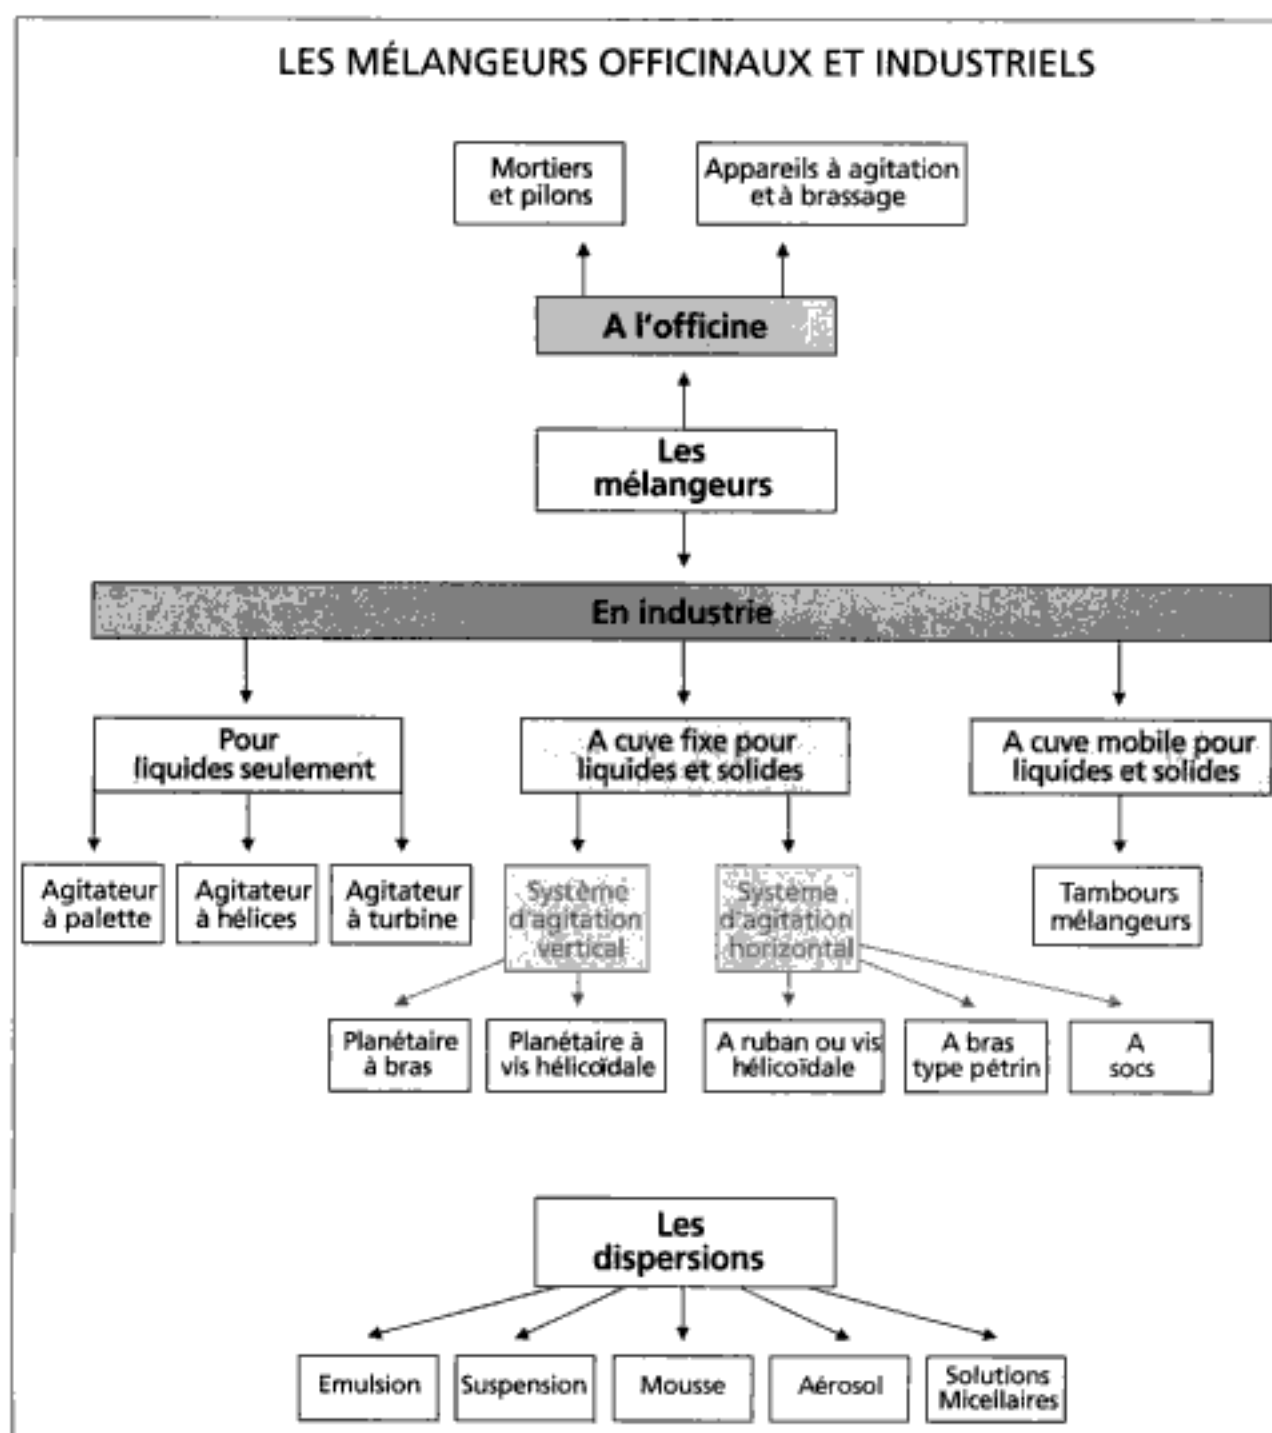 LES MÉLANGEURS OFFICINAUX ET INDUSTRIELS
Mortiers
et pilons
Appareils à agitation
et à brassage
A l'officine
Les
mélangeurs
En industrie
Pour
liquides seulement
A cuve fixe pour
liquides et solides
A cuve mobile pour
liquides et solides
Agitateur
à palette
Agitateur
à hélices
Agitateur
à turbine
Système
d'agitation
vertical
Système
d'agitation
horizontal
Tambours
mélangeurs
Planétaire
à bras
Planétaire à
vis hélicoïdale
A ruban ou vis
hélicoïdale
A bras
type pétrin
A
socs
Les
dispersions
Emulsion
Suspension
Mousse
Aérosol
Solutions
Micellaires